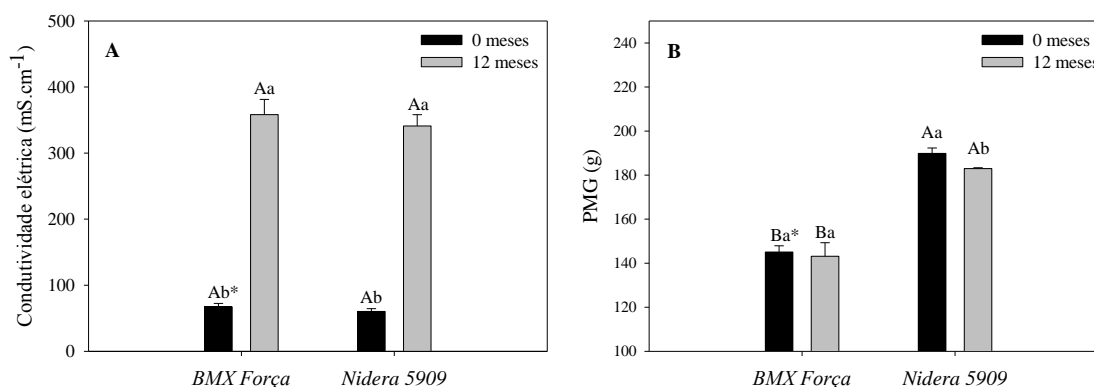 A
0 meses
12 meses
Condutividade elétrica (mS.cm⁻¹)
500
400
300
200
100
0
Ab*
Aa
Ab
Aa
BMX Força
Nidera 5909
B
0 meses
12 meses
PMG (g)
240
220
200
180
160
140
120
100
Ba*
Ba
Aa
Ab
BMX Força
Nidera 5909